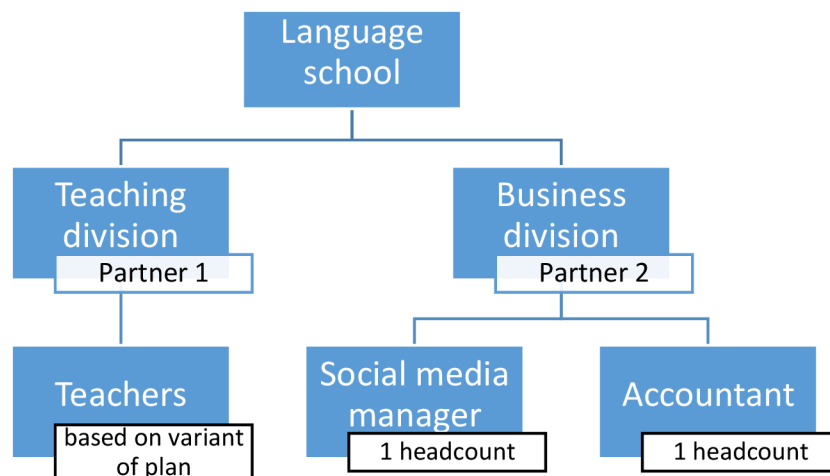 Language
school
Teaching
division
Partner 1
Business
division
Partner 2
Teachers
based on variant
of plan
Social media
manager
1 headcount
Accountant
1 headcount